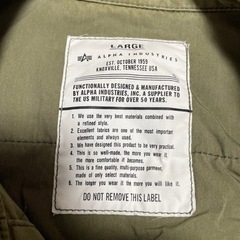 LARGE
ALPHA INDUSTRIES
EST. OCTOBER 1959
KNOXVILLE, TENNESSEE USA
FUNCTIONALLY DESIGNED & MANUFACTURED
BY ALPHA INDUSTRIES, INC. A SUPPLIER TO
THE US MILITARY FOR OVER 50 YEARS.
1. We use the very best materials combined with
a refined style.
2. Excellent fabrics are one of the most important
elements and always used.
3. We have designed this product to be very
practical.
4. This is so well-made, the more we wear it,
the more comfortable it becomes.
5. This is a fine quality, multi-purpose garment,
made of only select materials.
6. The longer you wear it the more you will like it.
DO NOT REMOVE THIS LABEL